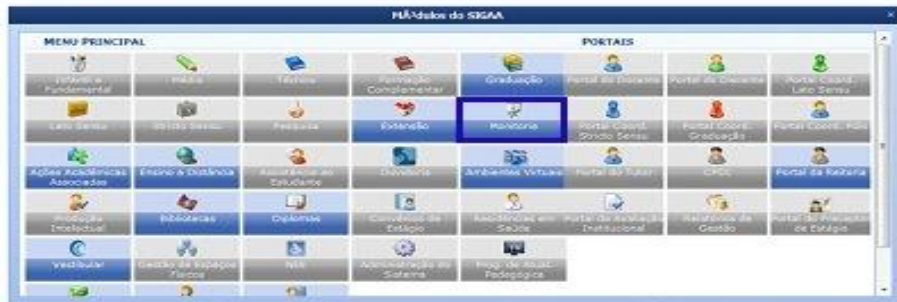 MÃ³dulos do SIGAA
MENU PRINCIPAL
PORTAIS
Infantil e Fundamental
Médio
Técnico
Formação Complementar
Graduação
Portal do Docente
Portal do Discente
Portal Coord. Lato Sensu
Lato Sensu
Stricto Sensu
Pesquisa
Extensão
Monitoria
Portal Coord. Stricto Sensu
Portal Coord. Graduação
Portal Coord. Polo
Ações Acadêmicas Associadas
Ensino a Distância
Assistência ao Estudante
Ouvidoria
Ambientes Virtuais
Portal do Tutor
CPDI
Portal da Reitoria
Produção Intelectual
Bibliotecas
Diplomas
Convênios de Estágio
Residências em Saúde
Portal da Avaliação Institucional
Relatórios de Gestão
Portal do Preceptor de Estágio
Vestibular
Gestão de Espaços Físicos
NEE
Administração do Sistema
Prog. de Atual. Pedagógica